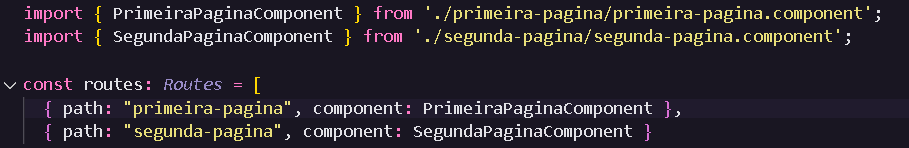 import { PrimeiraPaginaComponent } from './primeira-pagina/primeira-pagina.component';
import { SegundaPaginaComponent } from './segunda-pagina/segunda-pagina.component';

const routes: Routes = [
  { path: "primeira-pagina", component: PrimeiraPaginaComponent },
  { path: "segunda-pagina", component: SegundaPaginaComponent }